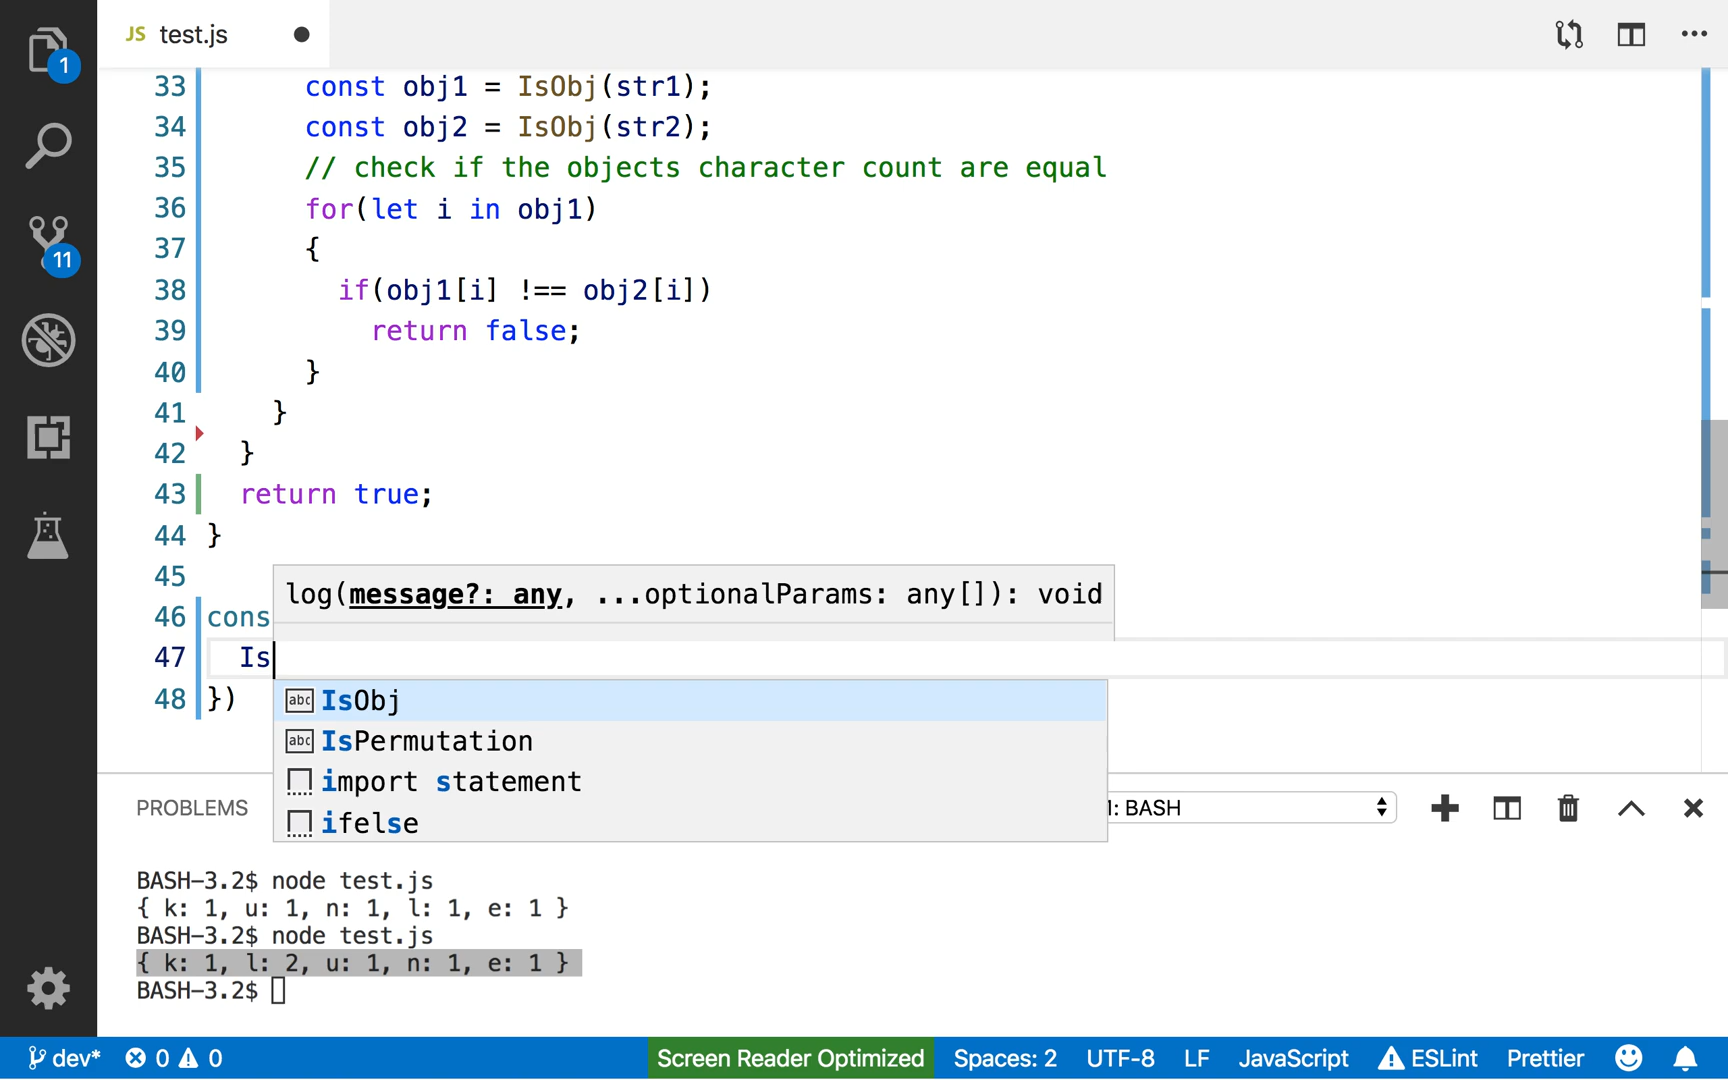 1
JS test.js
11
33 const obj1 = IsObj(str1);
34 const obj2 = IsObj(str2);
35 // check if the objects character count are equal
36 for(let i in obj1)
37 {
38 if(obj1[i] !== obj2[i])
39 return false;
40 }
41 }
42 }
43 return true;
44 }
45
log(message?: any, ...optionalParams: any[]): void
46 cons
47 Is
48 })
abc IsObj
abc IsPermutation
import statement
ifelse
PROBLEMS
1: BASH
BASH-3.2$ node test.js
{ k: 1, u: 1, n: 1, l: 1, e: 1 }
BASH-3.2$ node test.js
{ k: 1, l: 2, u: 1, n: 1, e: 1 }
BASH-3.2$
dev* 0 0 Screen Reader Optimized Spaces: 2 UTF-8 LF JavaScript ESLint Prettier